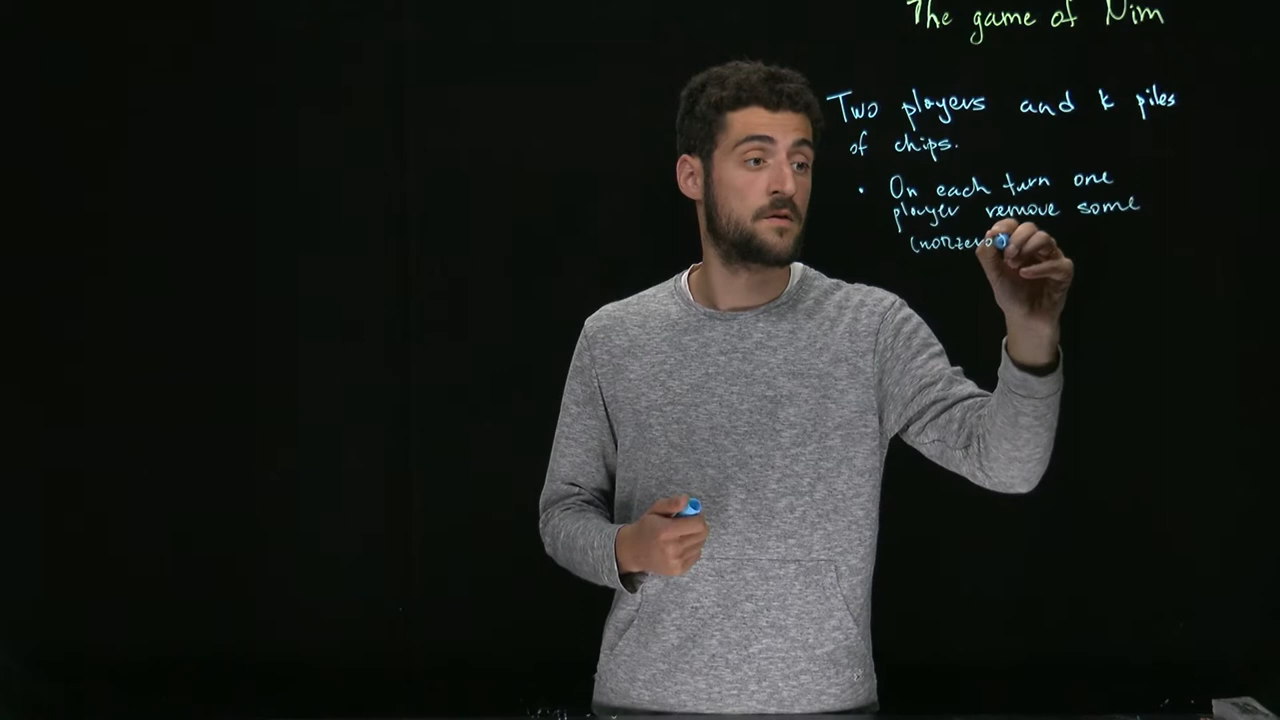 The game of Nim
Two players and k piles
of chips.
• On each turn one
player remove some
(nonzero